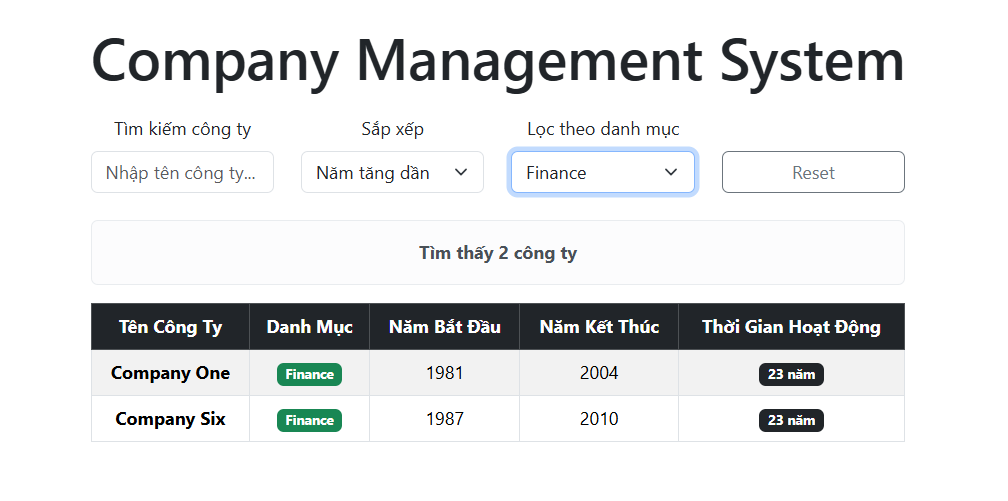 Company Management System
Tìm kiếm công ty Sắp xếp Lọc theo danh mục
Nhập tên công ty... Năm tăng dần Finance Reset
Tìm thấy 2 công ty
Tên Công Ty Danh Mục Năm Bắt Đầu Năm Kết Thúc Thời Gian Hoạt Động
Company One Finance 1981 2004 23 năm
Company Six Finance 1987 2010 23 năm